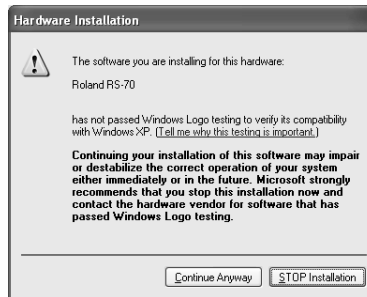 Hardware Installation
The software you are installing for this hardware:
Roland RS-70
has not passed Windows Logo testing to verify its compatibility
with Windows XP. (Tell me why this testing is important.)
Continuing your installation of this software may impair
or destabilize the correct operation of your system
either immediately or in the future. Microsoft strongly
recommends that you stop this installation now and
contact the hardware vendor for software that has
passed Windows Logo testing.
Continue Anyway STOP Installation